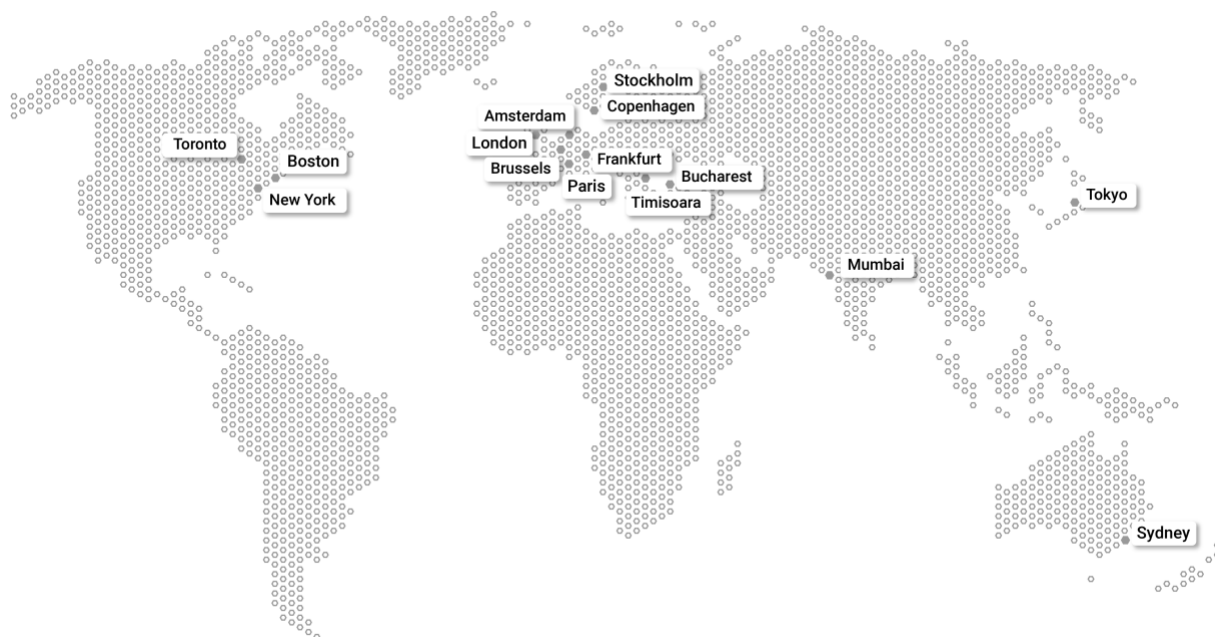 Stockholm
Copenhagen
Amsterdam
London
Toronto
Boston
Frankfurt
Brussels
Bucharest
Paris
New York
Timisoara
Tokyo
Mumbai
Sydney